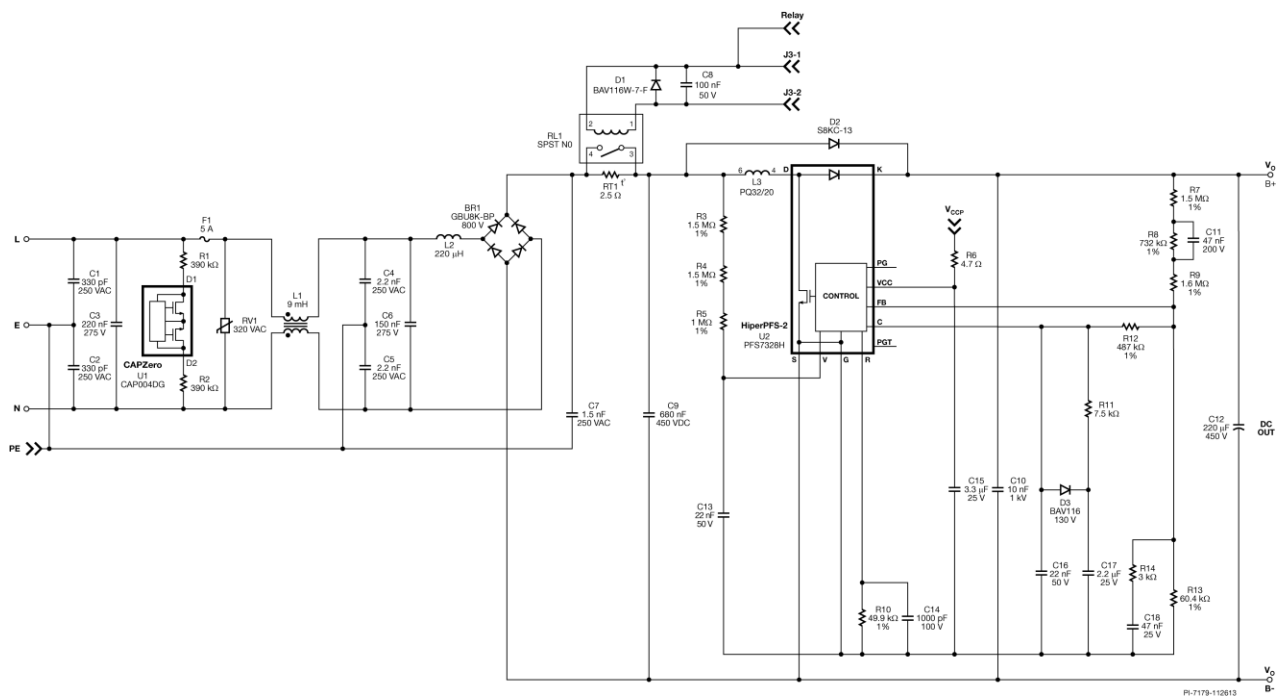 Relay
J3-1
J3-2
D1
BAV116W-7-F
C8
100 nF
50 V
2
1
RL1
SPST N0
4
3
RT1
t°
2.5 Ω
D2
S8KC-13
6
4
L3
PQ32/20
D
K
VO
B+
BR1
GBU8K-BP
800 V
L2
220 µH
F1
5 A
L
R1
390 kΩ
D1
C1
330 pF
250 VAC
C3
220 nF
275 V
E
CAPZero
U1
CAP004DG
D2
R2
390 kΩ
C2
330 pF
250 VAC
N
PE
RV1
320 VAC
L1
9 mH
C4
2.2 nF
250 VAC
C6
150 nF
275 V
C5
2.2 nF
250 VAC
C7
1.5 nF
250 VAC
C9
680 nF
450 VDC
R3
1.5 MΩ
1%
R4
1.5 MΩ
1%
R5
1 MΩ
1%
C13
22 nF
50 V
CONTROL
HiperPFS-2
U2
PFS7328H
PG
VCC
FB
C
PGT
S
V
G
R
VCCP
R6
4.7 Ω
R7
1.5 MΩ
1%
R8
732 kΩ
1%
C11
47 nF
200 V
R9
1.6 MΩ
1%
R12
487 kΩ
1%
R11
7.5 kΩ
C12
220 µF
450 V
DC
OUT
C15
3.3 µF
25 V
C10
10 nF
1 kV
D3
BAV116
130 V
C16
22 nF
50 V
C17
2.2 µF
25 V
R14
3 kΩ
R13
60.4 kΩ
1%
C18
47 nF
25 V
R10
49.9 kΩ
1%
C14
1000 pF
100 V
VO
B-
PI-7179-112613